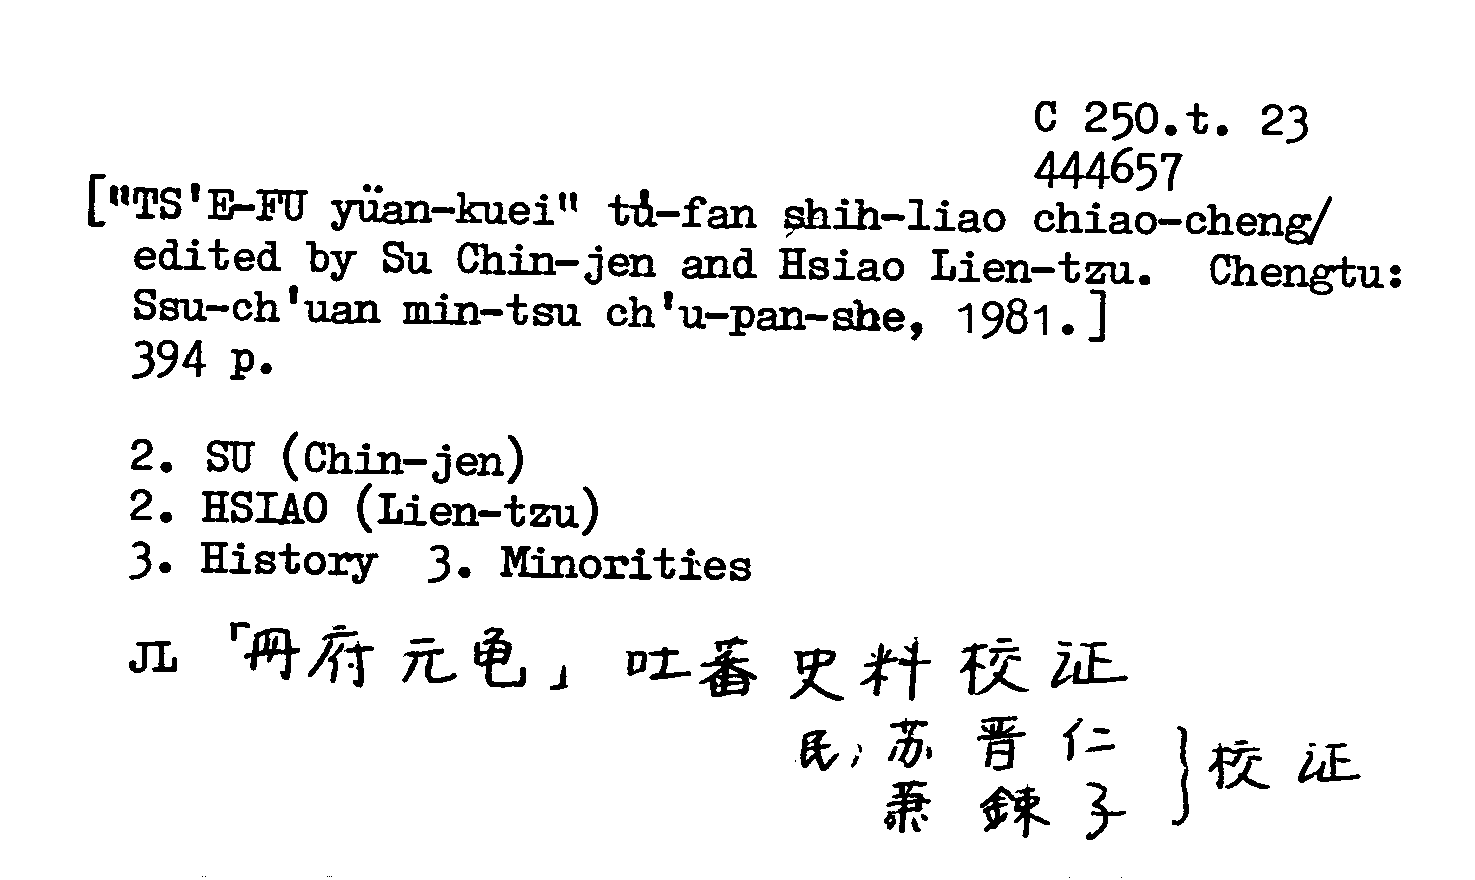 C 250.t. 23
444657
["TS'E-FU yüan-kuei" tú-fan shih-liao chiao-cheng/
edited by Su Chin-jen and Hsiao Lien-tzu. Chengtu:
Ssu-ch'uan min-tsu ch'u-pan-she, 1981.]
394 p.
2. SU (Chin-jen)
2. HSIAO (Lien-tzu)
3. History 3. Minorities
JL 「冊府元龟」吐蕃史料校证
民; 苏晋仁
萧鍊子 } 校证